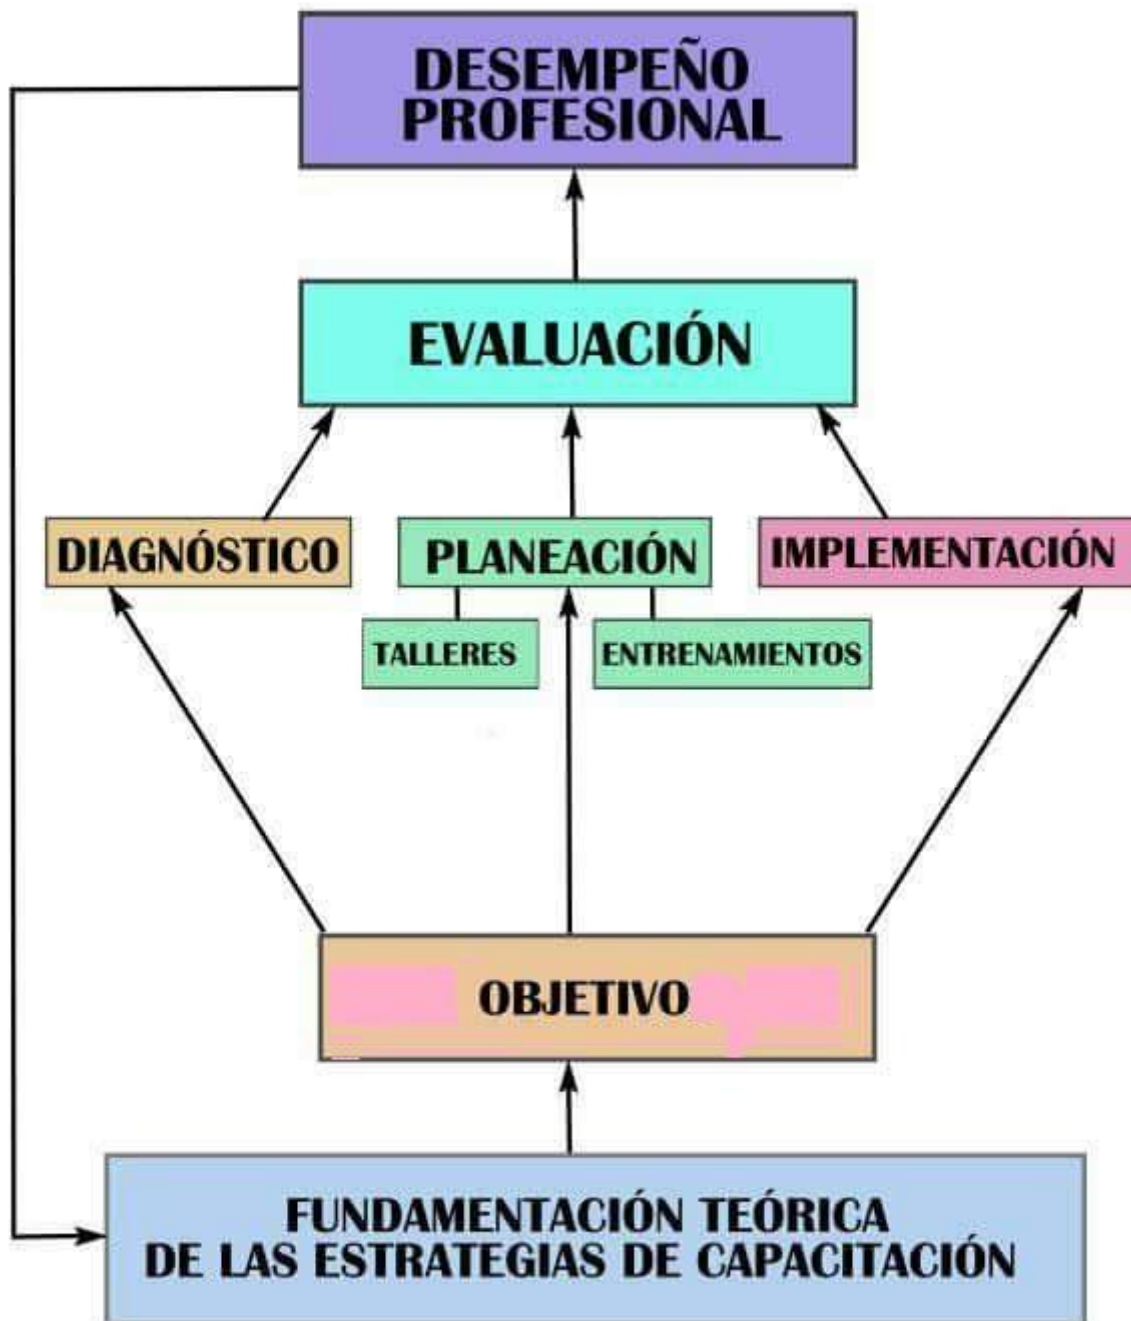 DESEMPEÑO
PROFESIONAL
EVALUACIÓN
DIAGNÓSTICO
PLANEACIÓN
IMPLEMENTACIÓN
TALLERES
ENTRENAMIENTOS
OBJETIVO
FUNDAMENTACIÓN TEÓRICA
DE LAS ESTRATEGIAS DE CAPACITACIÓN